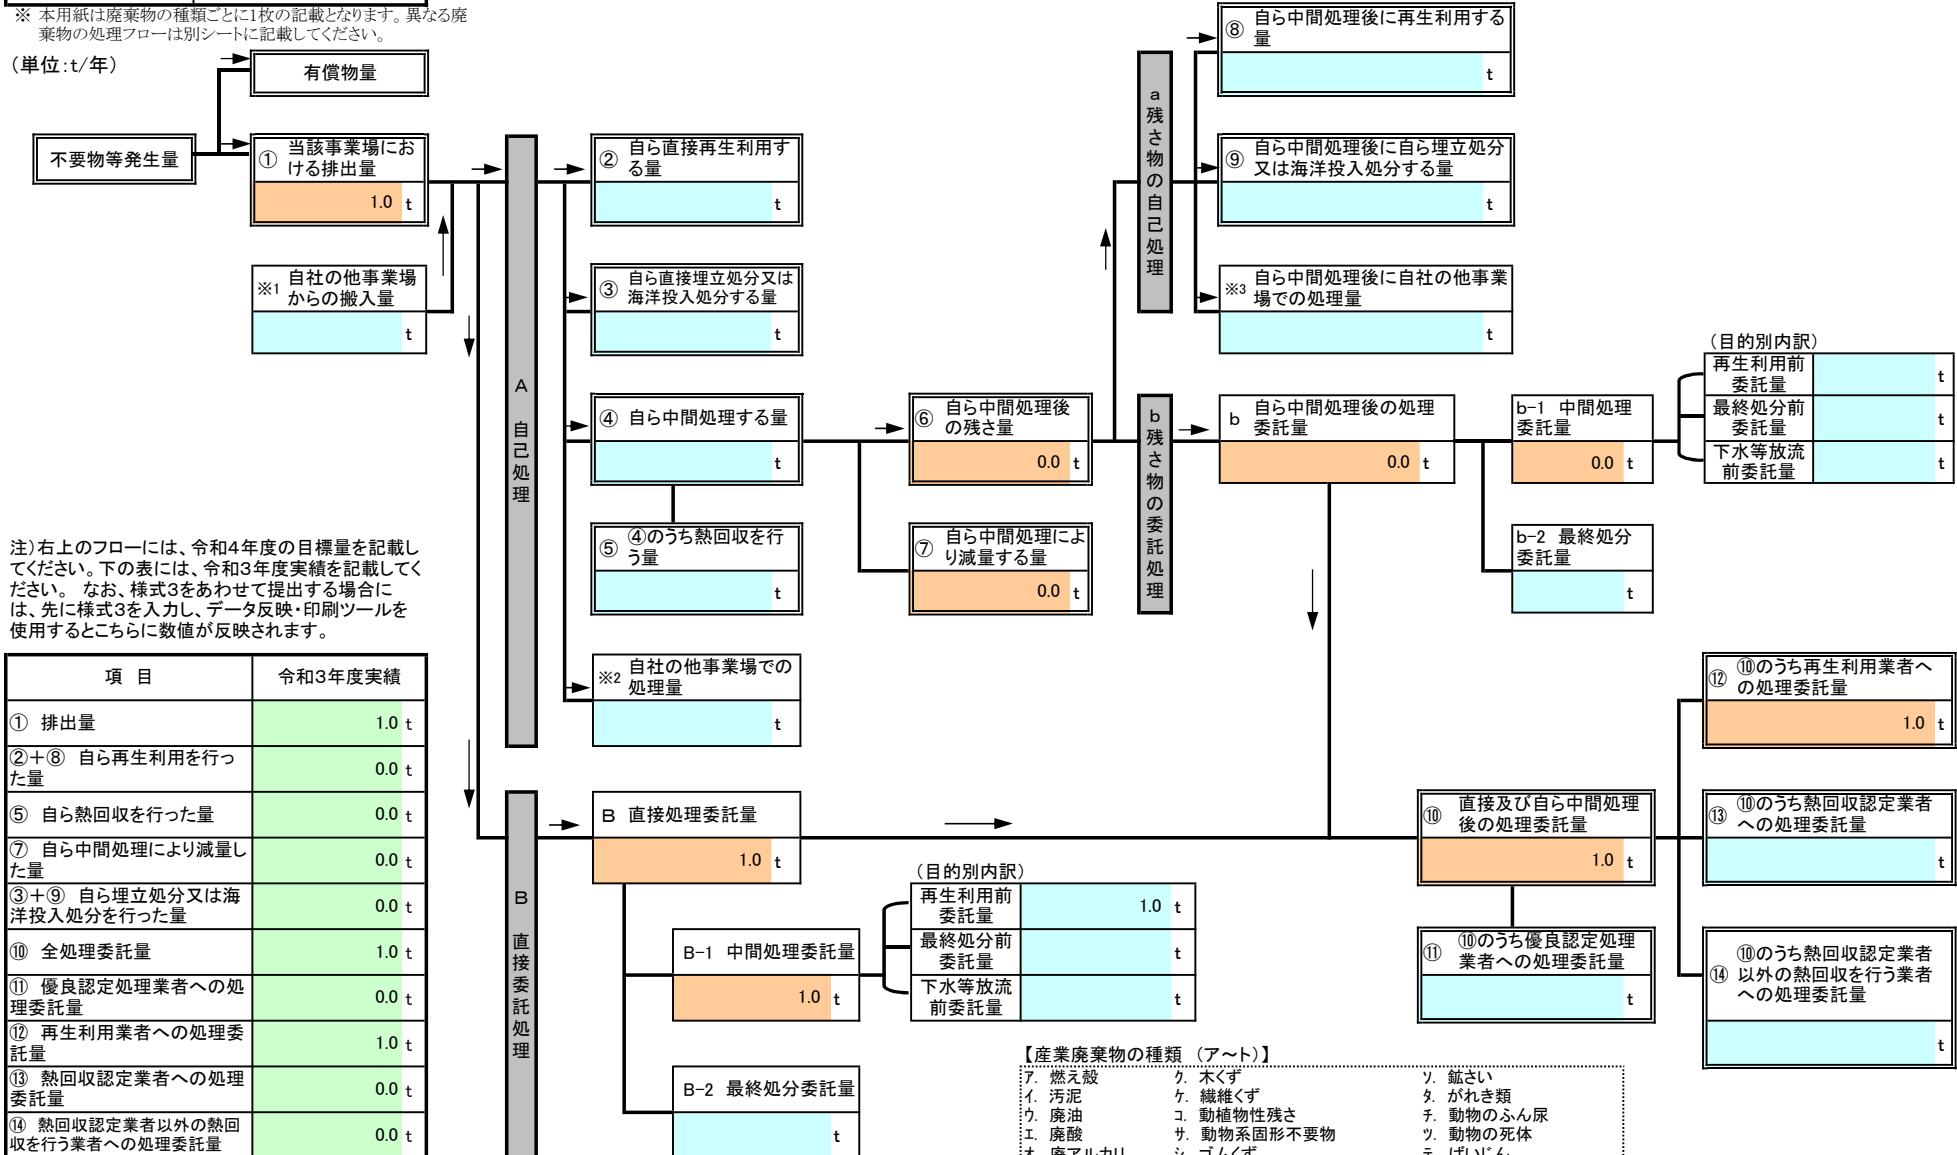 ※ 本用紙は廃棄物の種類ごとに1枚の記載となります。異なる廃
棄物の処理フローは別シートに記載してください。
（単位：t/年）
有償物量
不要物等発生量
① 当該事業場にお
ける排出量
1.0 t
※1 自社の他事業場
からの搬入量
t
A 自己処理
② 自ら直接再生利用す
る量
t
③ 自ら直接埋立処分又は
海洋投入処分する量
t
④ 自ら中間処理する量
t
⑤ ④のうち熱回収を行
う量
t
※2 自社の他事業場での
処理量
t
⑥ 自ら中間処理後
の残さ量
0.0 t
⑦ 自ら中間処理によ
り減量する量
0.0 t
a 残さ物の自己処理
⑧ 自ら中間処理後に再生利用する
量
t
⑨ 自ら中間処理後に自ら埋立処分
又は海洋投入処分する量
t
※3 自ら中間処理後に自社の他事業
場での処理量
t
b 残さ物の委託処理
b 自ら中間処理後の処理
委託量
0.0 t
b-1 中間処理
委託量
0.0 t
（目的別内訳）
再生利用前
委託量
t
最終処分前
委託量
t
下水等放流
前委託量
t
b-2 最終処分
委託量
t
注）右上のフローには、令和４年度の目標量を記載し
てください。下の表には、令和３年度実績を記載してく
ださい。 なお、様式３をあわせて提出する場合に
は、先に様式３を入力し、データ反映・印刷ツールを
使用するとこちらに数値が反映されます。
項 目 令和３年度実績
① 排出量 1.0 t
②＋⑧ 自ら再生利用を行っ
た量 0.0 t
⑤ 自ら熱回収を行った量 0.0 t
⑦ 自ら中間処理により減量し
た量 0.0 t
③＋⑨ 自ら埋立処分又は海
洋投入処分を行った量 0.0 t
⑩ 全処理委託量 1.0 t
⑪ 優良認定処理業者への処
理委託量 0.0 t
⑫ 再生利用業者への処理委
託量 1.0 t
⑬ 熱回収認定業者への処理
委託量 0.0 t
⑭ 熱回収認定業者以外の熱回
収を行う業者への処理委託量 0.0 t
B 直接委託処理
B 直接処理委託量
1.0 t
B-1 中間処理委託量
1.0 t
（目的別内訳）
再生利用前
委託量
1.0 t
最終処分前
委託量
t
下水等放流
前委託量
t
B-2 最終処分委託量
t
⑩ 直接及び自ら中間処理
後の処理委託量
1.0 t
⑪ ⑩のうち優良認定処理
業者への処理委託量
t
⑫ ⑩のうち再生利用業者へ
の処理委託量
1.0 t
⑬ ⑩のうち熱回収認定業者
への処理委託量
t
⑭ ⑩のうち熱回収認定業者
以外の熱回収を行う業者
への処理委託量
t
【産業廃棄物の種類 （ア～ト）】
ア. 燃え殻 ク. 木くず ソ. 鉱さい
イ. 汚泥 ケ. 繊維くず タ. がれき類
ウ. 廃油 コ. 動植物性残さ チ. 動物のふん尿
エ. 廃酸 サ. 動物系固形不要物 ツ. 動物の死体
オ. 廃アルカリ シ. ゴムくず テ. ばいじん